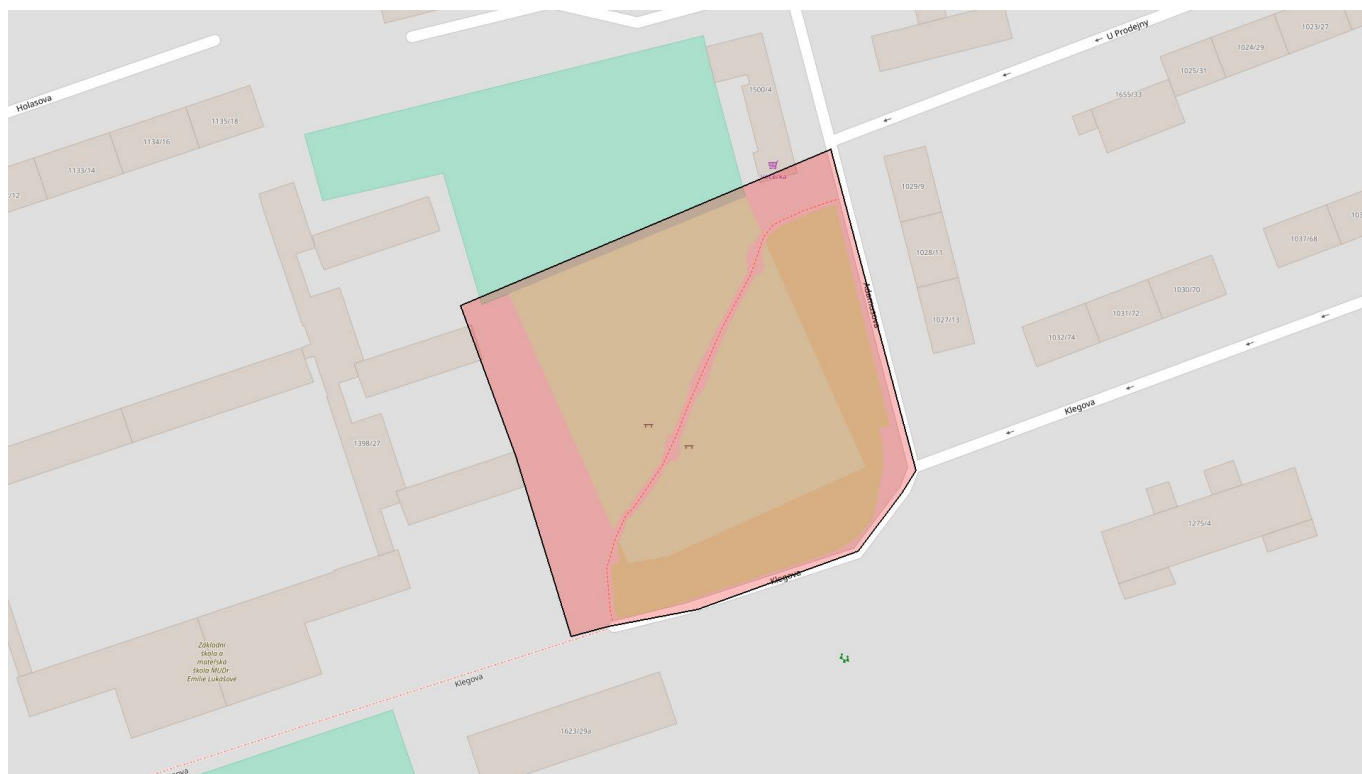 1023/27
U Prodejny
1024/29
1025/31
1500/4
1655/33
Holasova
1135/18
1134/16
1133/14
1029/9
1037/68
1028/11
1030/70
Adamusova
1031/72
1027/13
1032/74
Klegova
1398/27
1275/4
Klegova
Základní
škola a
mateřská
škola MUDr.
Emílie Lukášové
Klegova
1623/29a